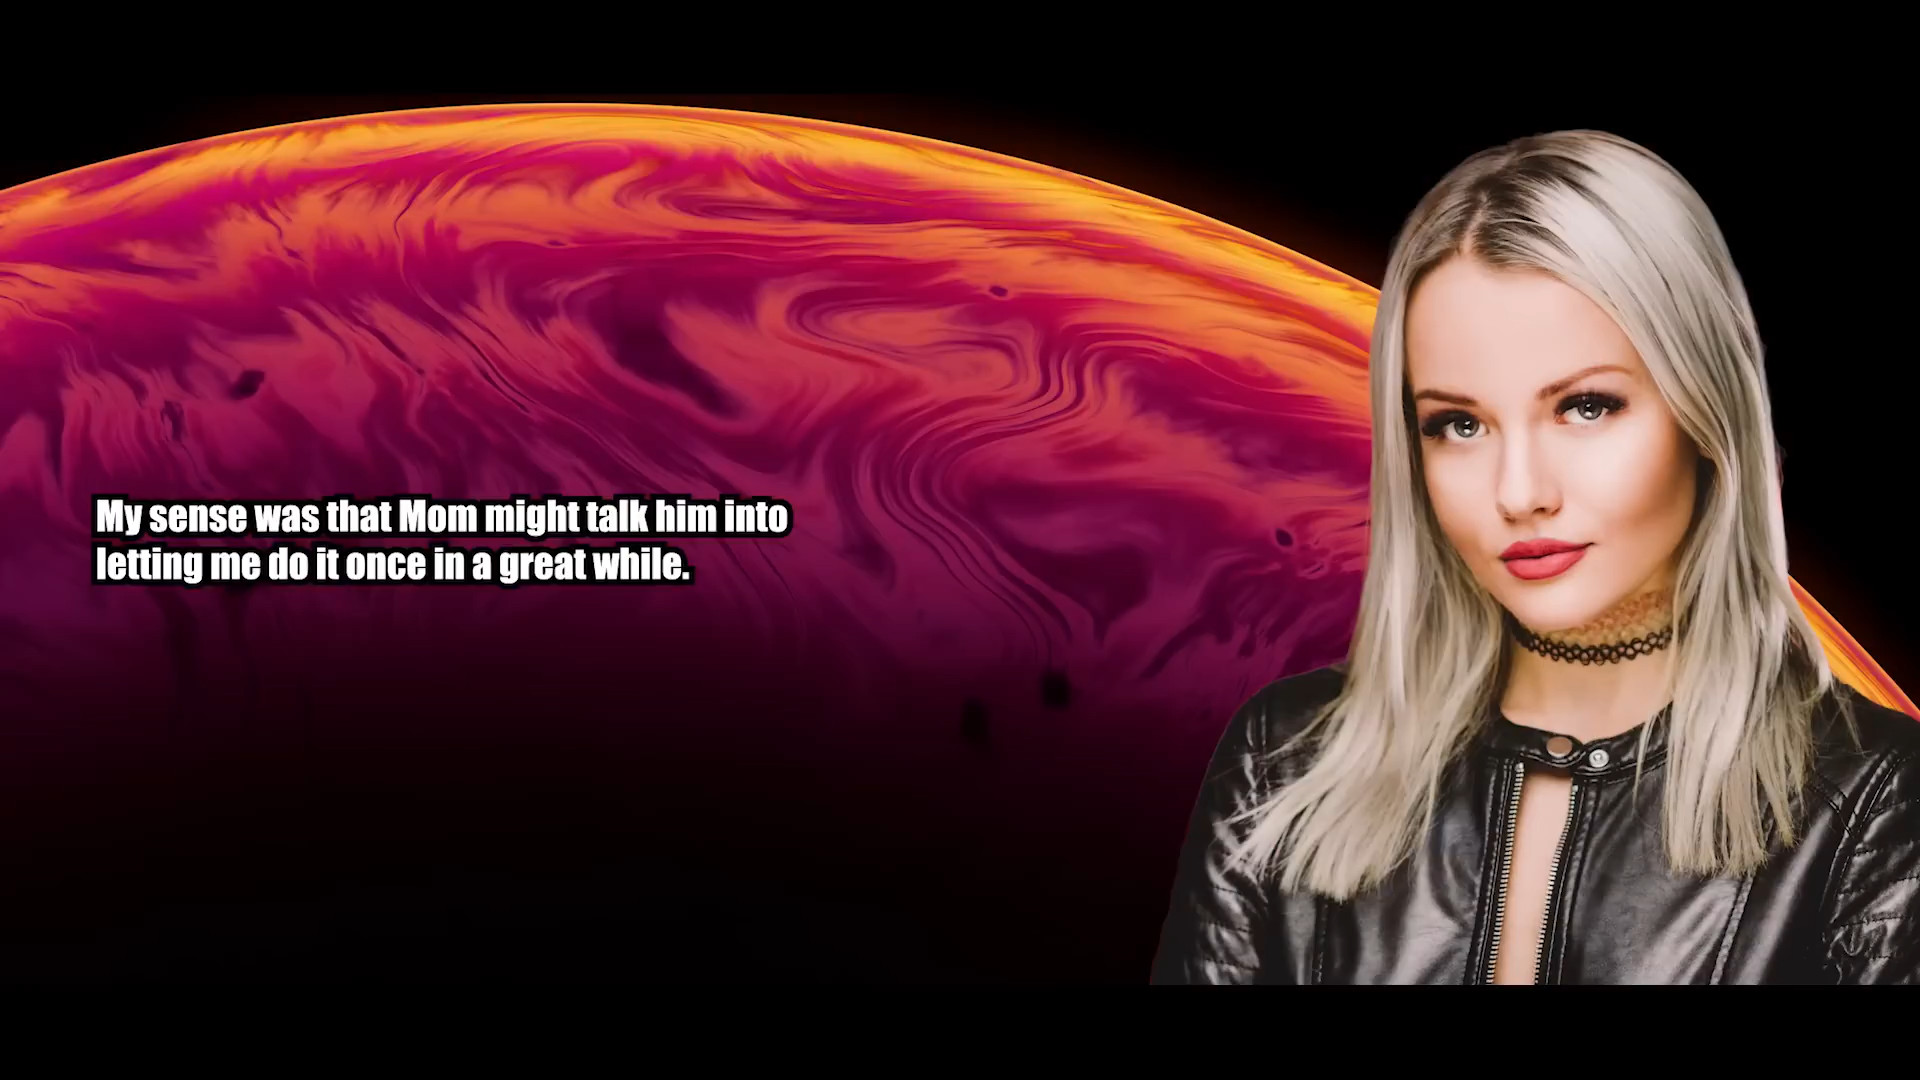 My sense was that Mom might talk him into
letting me do it once in a great while.